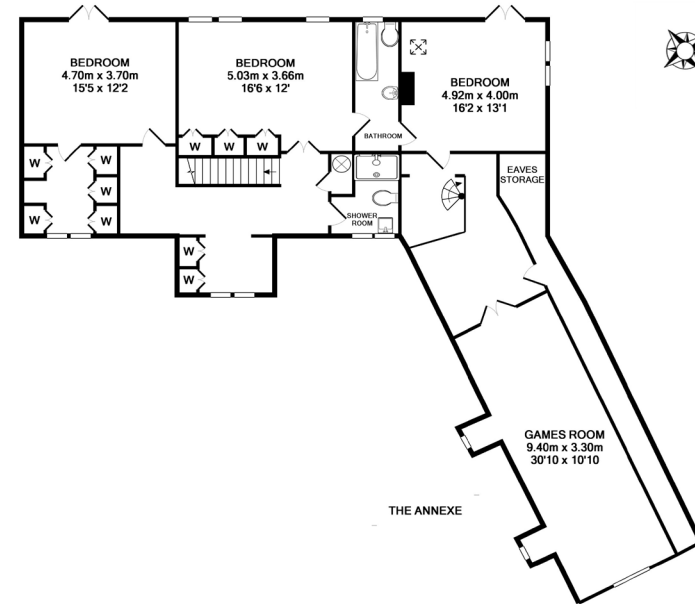 BEDROOM
4.70m x 3.70m
15'5 x 12'2
BEDROOM
5.03m x 3.66m
16'6 x 12'
BEDROOM
4.92m x 4.00m
16'2 x 13'1
BATHROOM
W
W
W
W
W
W
W
W
EAVES
STORAGE
SHOWER
ROOM
W
W
GAMES ROOM
9.40m x 3.30m
30'10 x 10'10
THE ANNEXE